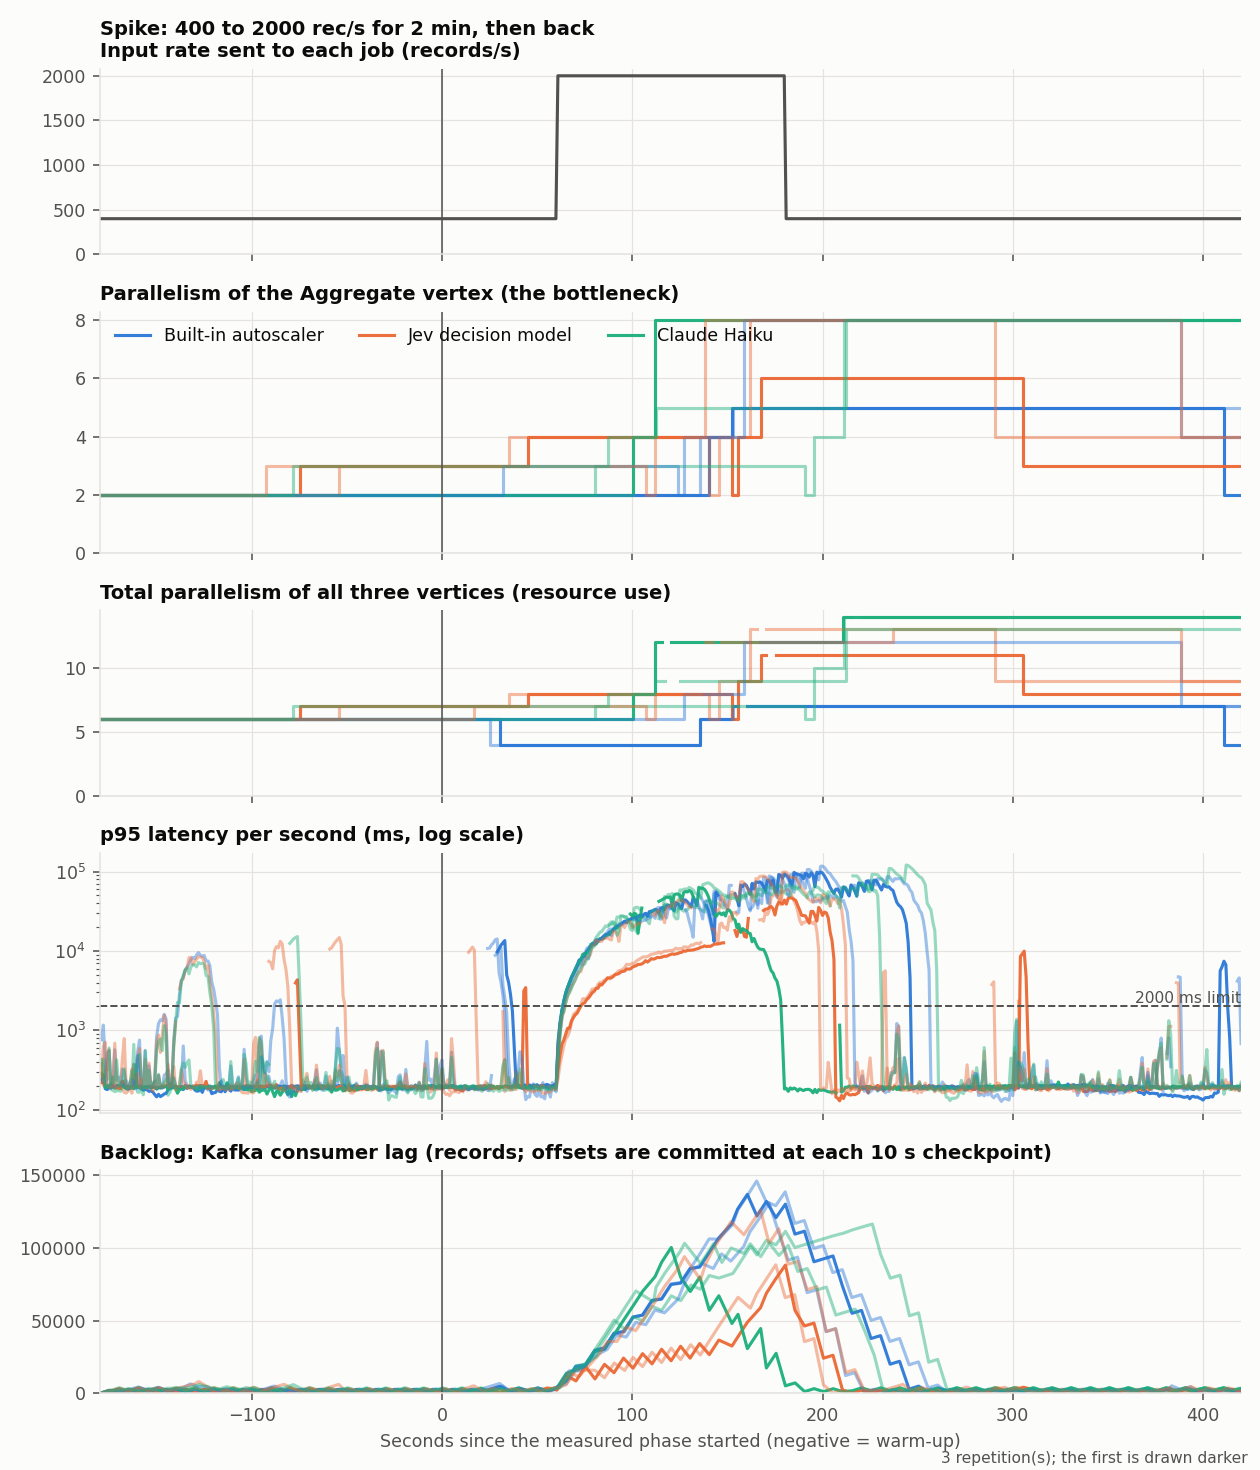 Spike: 400 to 2000 rec/s for 2 min, then back
Input rate sent to each job (records/s)
2000
1500
1000
500
0
Parallelism of the Aggregate vertex (the bottleneck)
Built-in autoscaler
Jev decision model
Claude Haiku
8
6
4
2
0
Total parallelism of all three vertices (resource use)
10
5
0
p95 latency per second (ms, log scale)
10⁵
10⁴
10³
10²
2000 ms limit
Backlog: Kafka consumer lag (records; offsets are committed at each 10 s checkpoint)
150000
100000
50000
0
−100 0 100 200 300 400
Seconds since the measured phase started (negative = warm-up)
3 repetition(s); the first is drawn darker